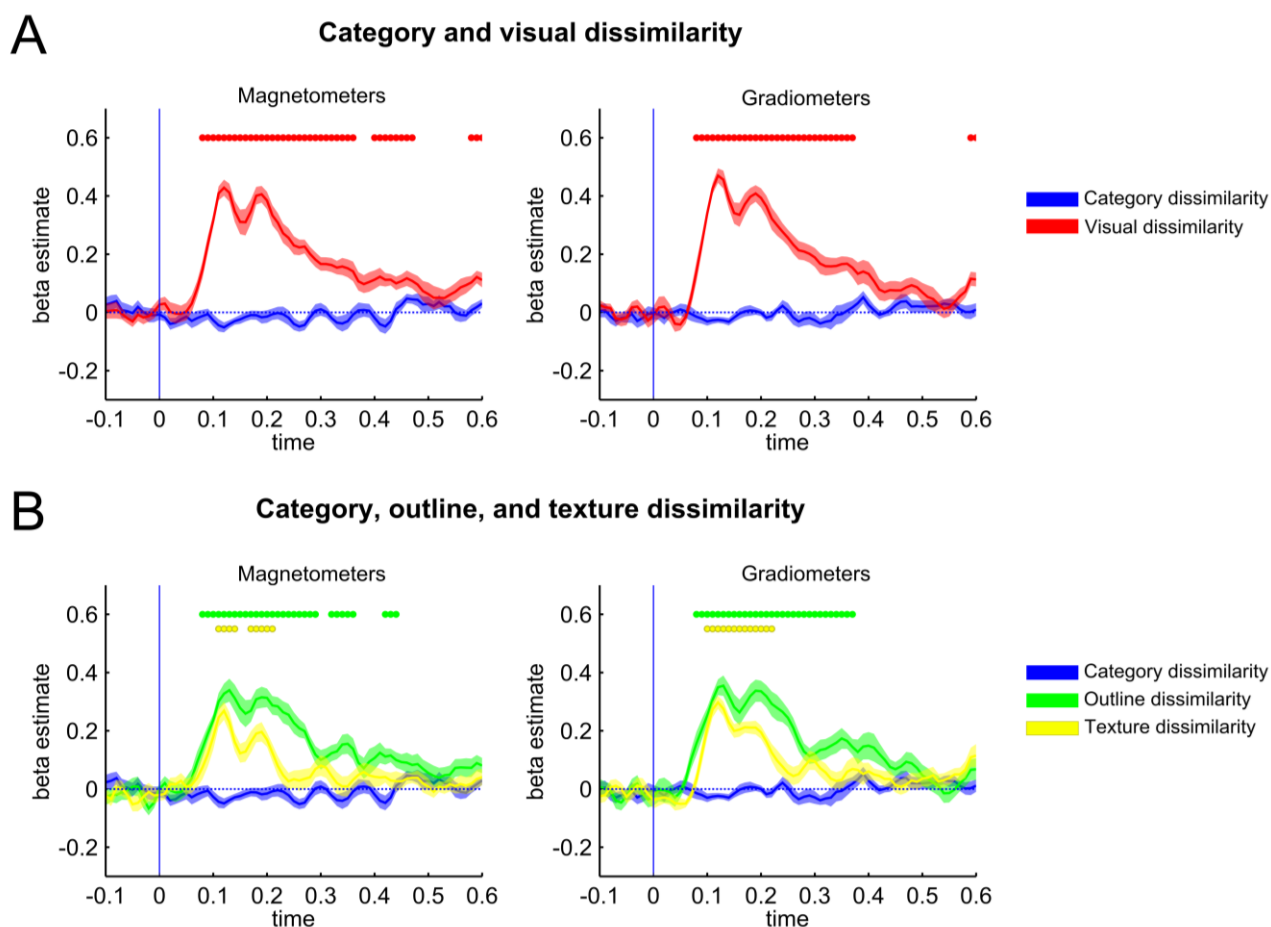 A
Category and visual dissimilarity
Magnetometers
Gradiometers
beta estimate
0.6
0.4
0.2
0
-0.2
-0.1 0 0.1 0.2 0.3 0.4 0.5 0.6
time
beta estimate
0.6
0.4
0.2
0
-0.2
-0.1 0 0.1 0.2 0.3 0.4 0.5 0.6
time
Category dissimilarity
Visual dissimilarity
B
Category, outline, and texture dissimilarity
Magnetometers
Gradiometers
beta estimate
0.6
0.4
0.2
0
-0.2
-0.1 0 0.1 0.2 0.3 0.4 0.5 0.6
time
beta estimate
0.6
0.4
0.2
0
-0.2
-0.1 0 0.1 0.2 0.3 0.4 0.5 0.6
time
Category dissimilarity
Outline dissimilarity
Texture dissimilarity